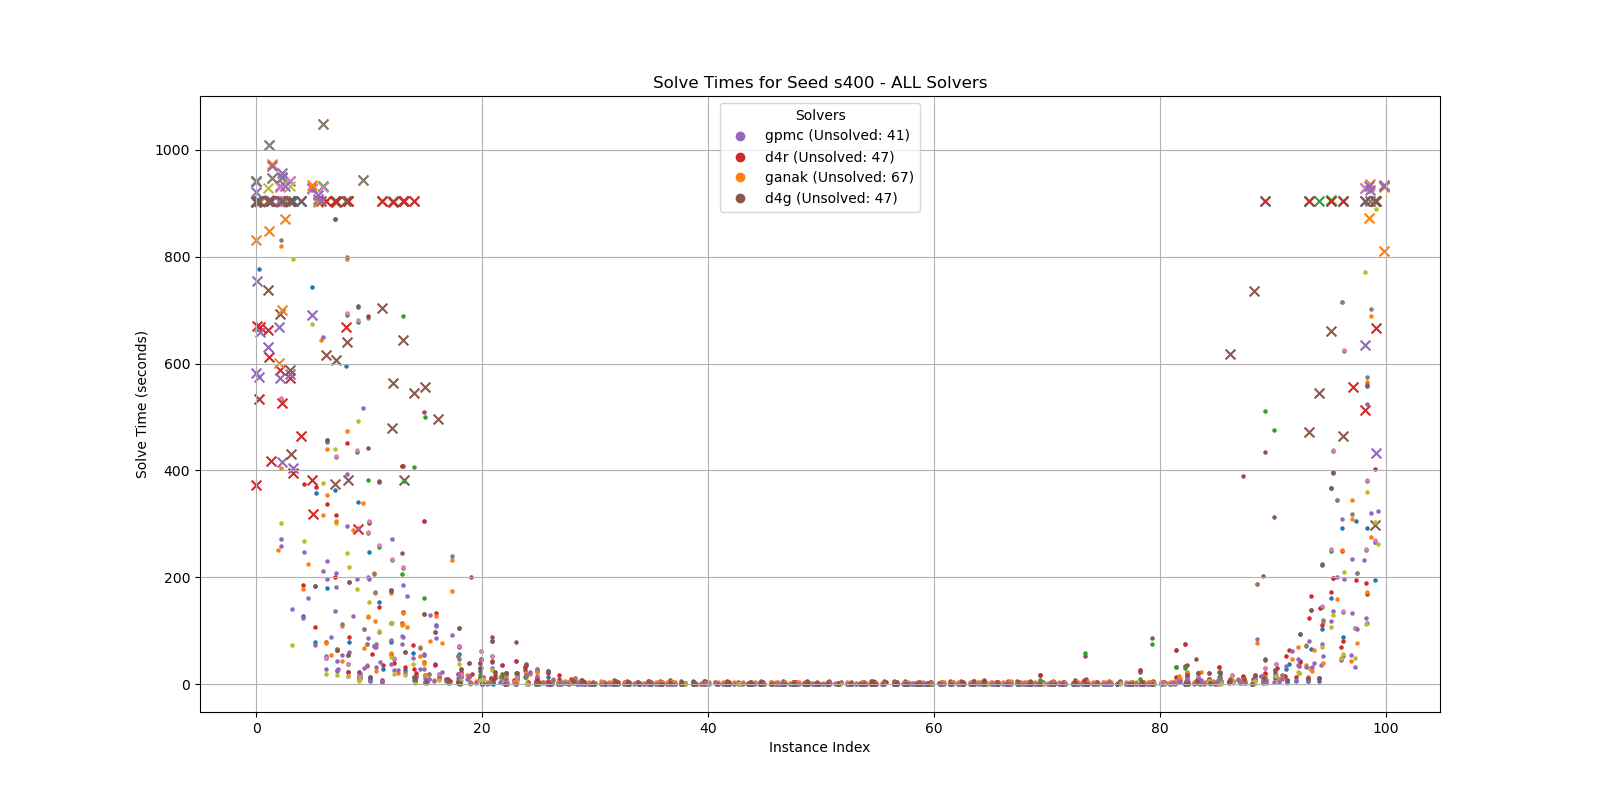 Solve Times for Seed s400 - ALL Solvers
Solvers
gpmc (Unsolved: 41)
d4r (Unsolved: 47)
ganak (Unsolved: 67)
d4g (Unsolved: 47)
Solve Time (seconds)
1000
800
600
400
200
0
0 20 40 60 80 100
Instance Index